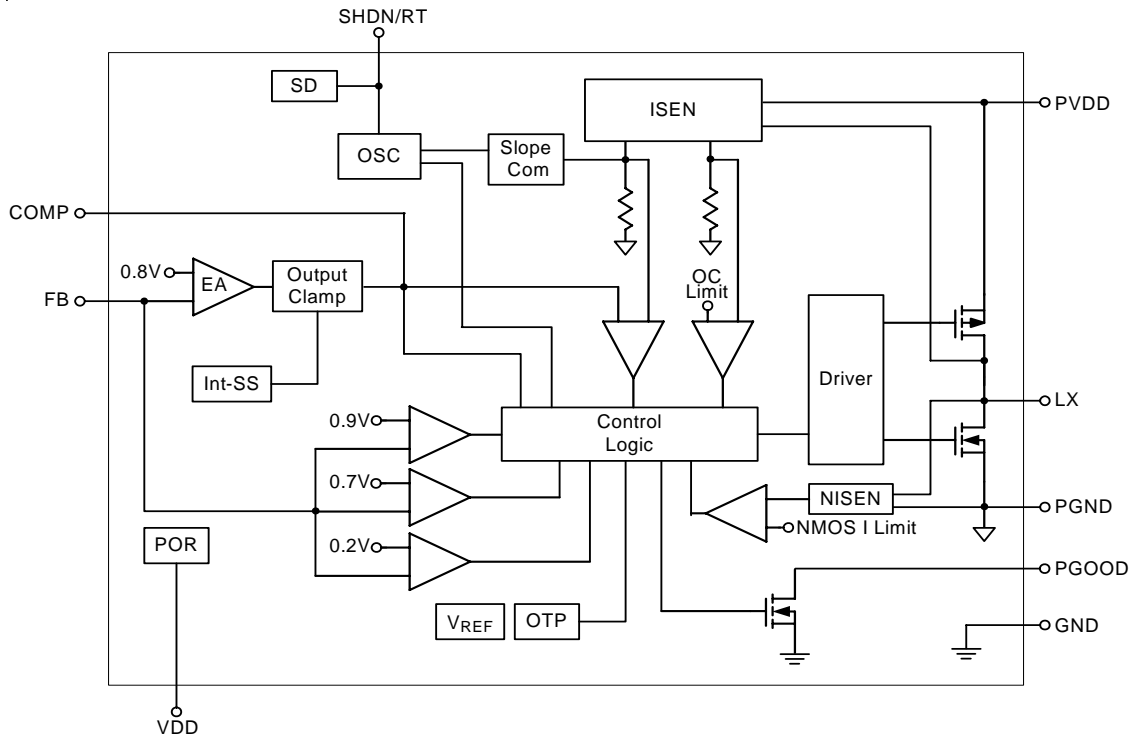 SHDN/RT
SD
ISEN
PVDD
OSC
Slope
Com
COMP
0.8V
EA
Output
Clamp
OC
Limit
FB
Int-SS
Driver
LX
0.9V
Control
Logic
0.7V
NISEN
PGND
NMOS I Limit
POR
0.2V
PGOOD
VREF
OTP
GND
VDD